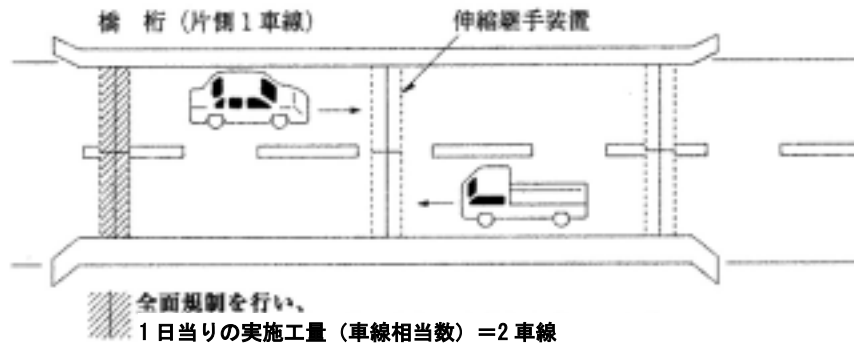 橋　桁（片側１車線）
伸縮継手装置
全面規制を行い、
１日当りの実施工量（車線相当数）＝２車線